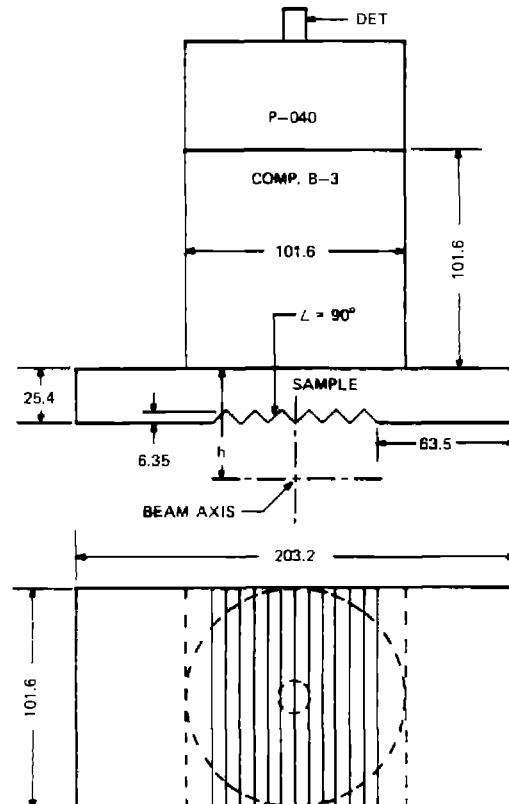 DET
P-040
COMP. B-3
101.6
101.6
∠ = 90°
25.4
SAMPLE
6.35
h
63.5
BEAM AXIS
203.2
101.6